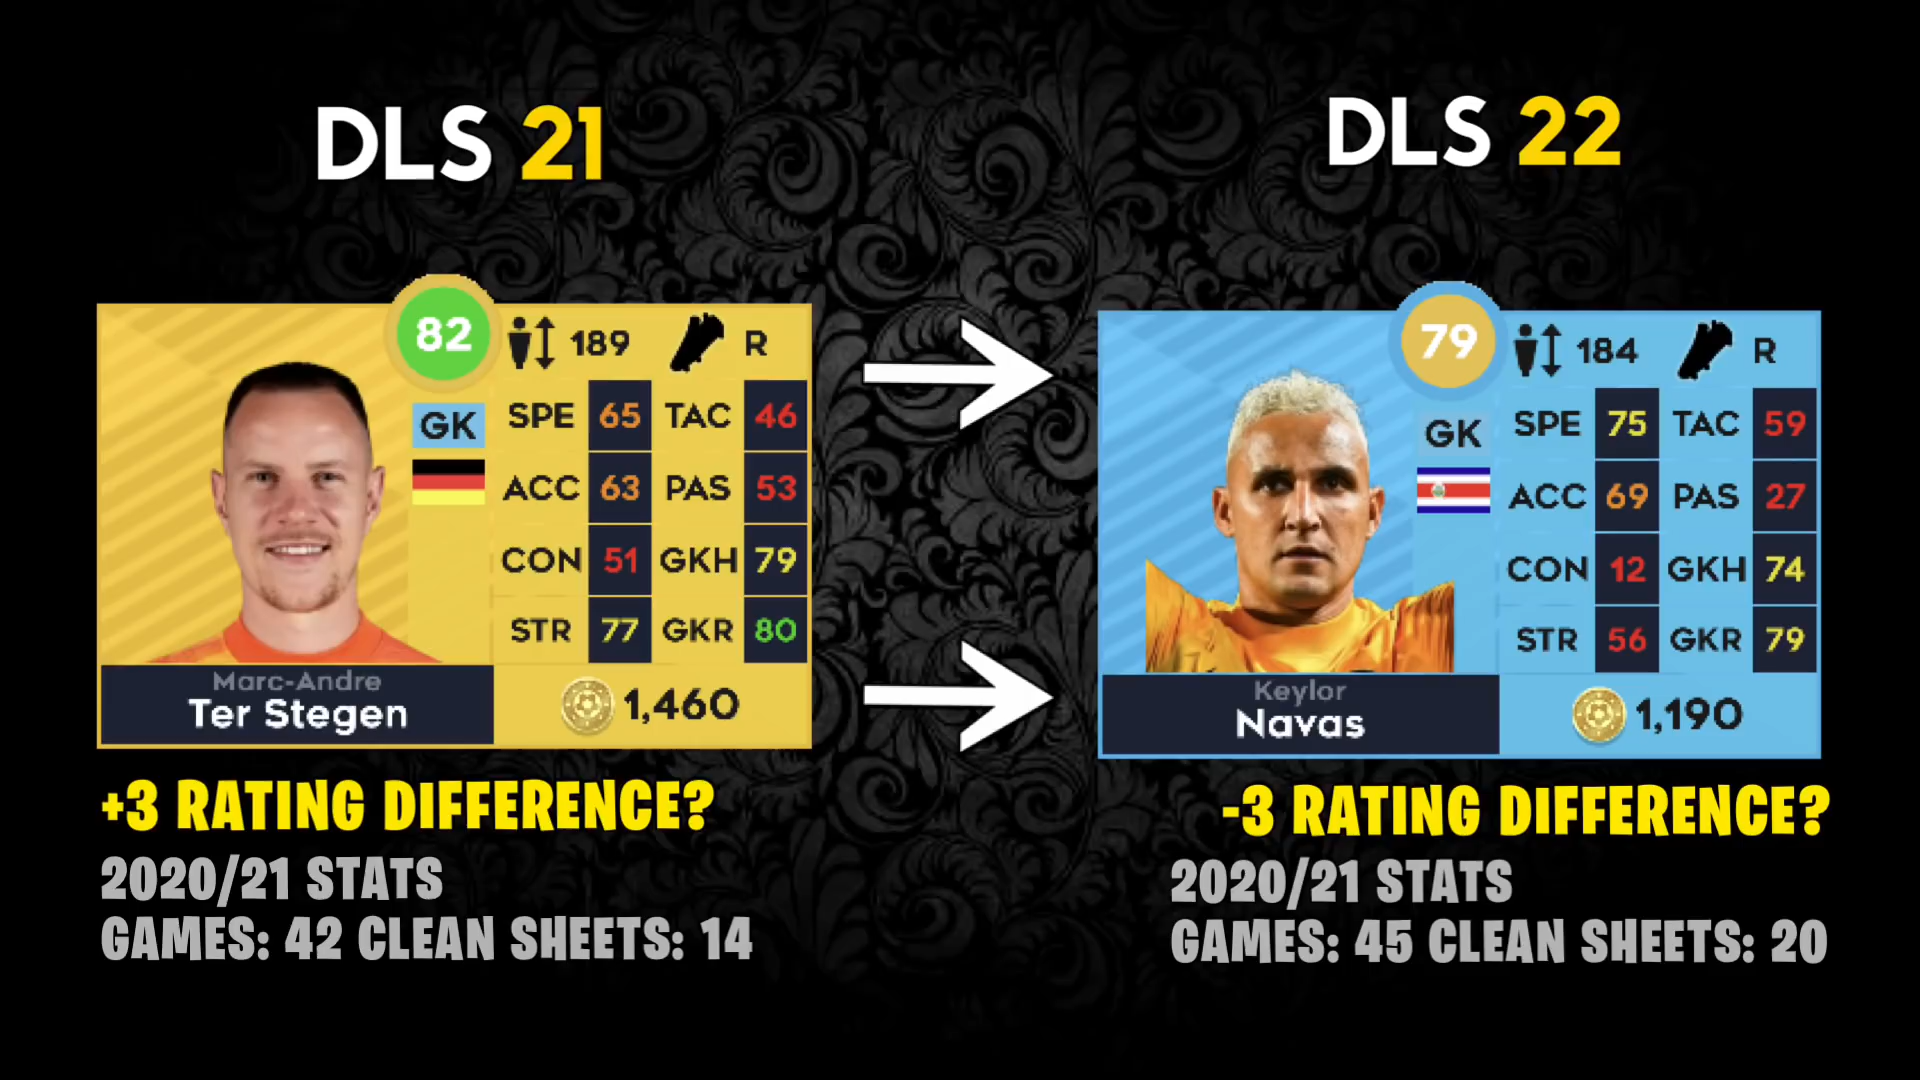 DLS 21
DLS 22
82
189 R
GK
SPE 65 TAC 46
ACC 63 PAS 53
CON 51 GKH 79
STR 77 GKR 80
Marc-Andre
Ter Stegen
1,460
79
184 R
GK
SPE 75 TAC 59
ACC 69 PAS 27
CON 12 GKH 74
STR 56 GKR 79
Keylor
Navas
1,190
+3 RATING DIFFERENCE?
2020/21 STATS
GAMES: 42 CLEAN SHEETS: 14
-3 RATING DIFFERENCE?
2020/21 STATS
GAMES: 45 CLEAN SHEETS: 20